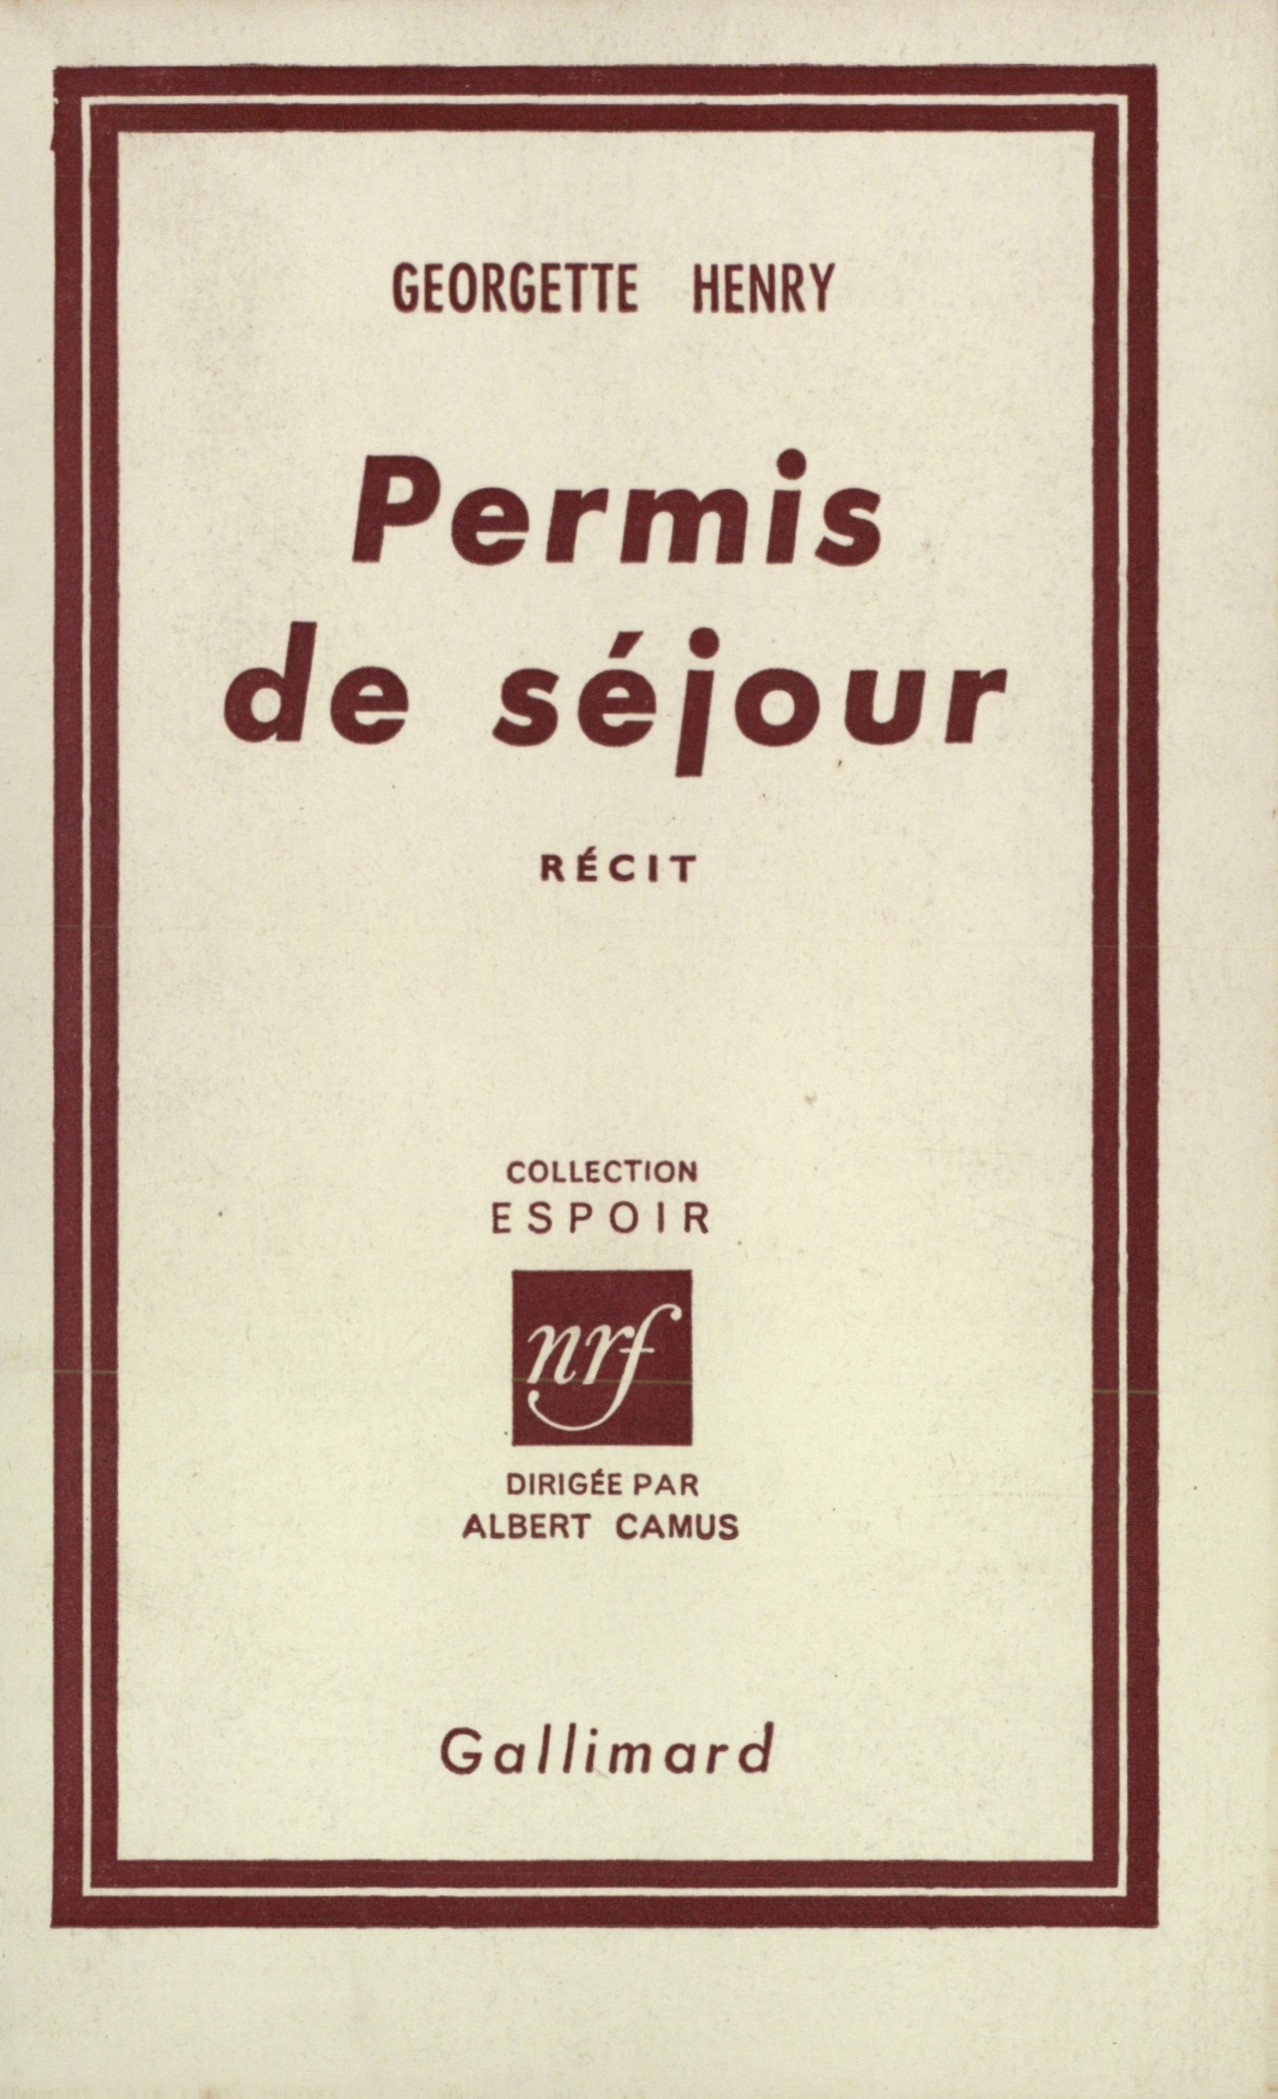 GEORGETTE HENRY
Permis
de séjour
RÉCIT
COLLECTION
ESPOIR
nrf
DIRIGÉE PAR
ALBERT CAMUS
Gallimard